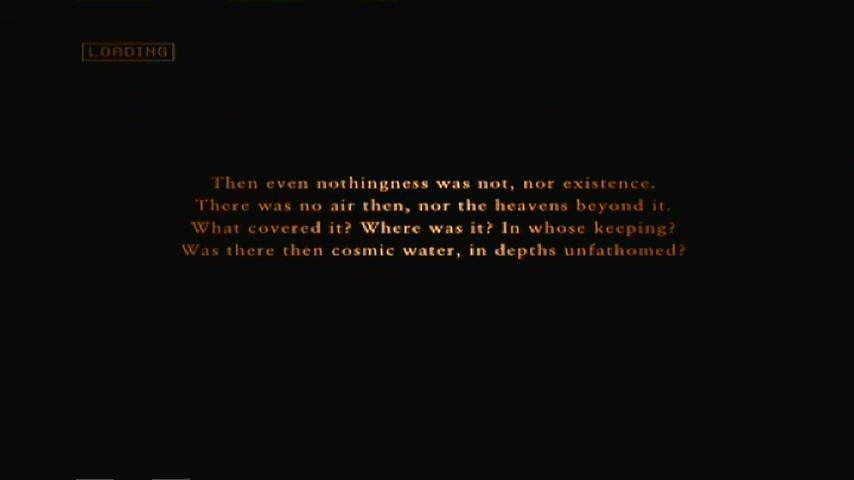 LOADING
Then even nothingness was not, nor existence.
There was no air then, nor the heavens beyond it.
What covered it? Where was it? In whose keeping?
Was there then cosmic water, in depths unfathomed?